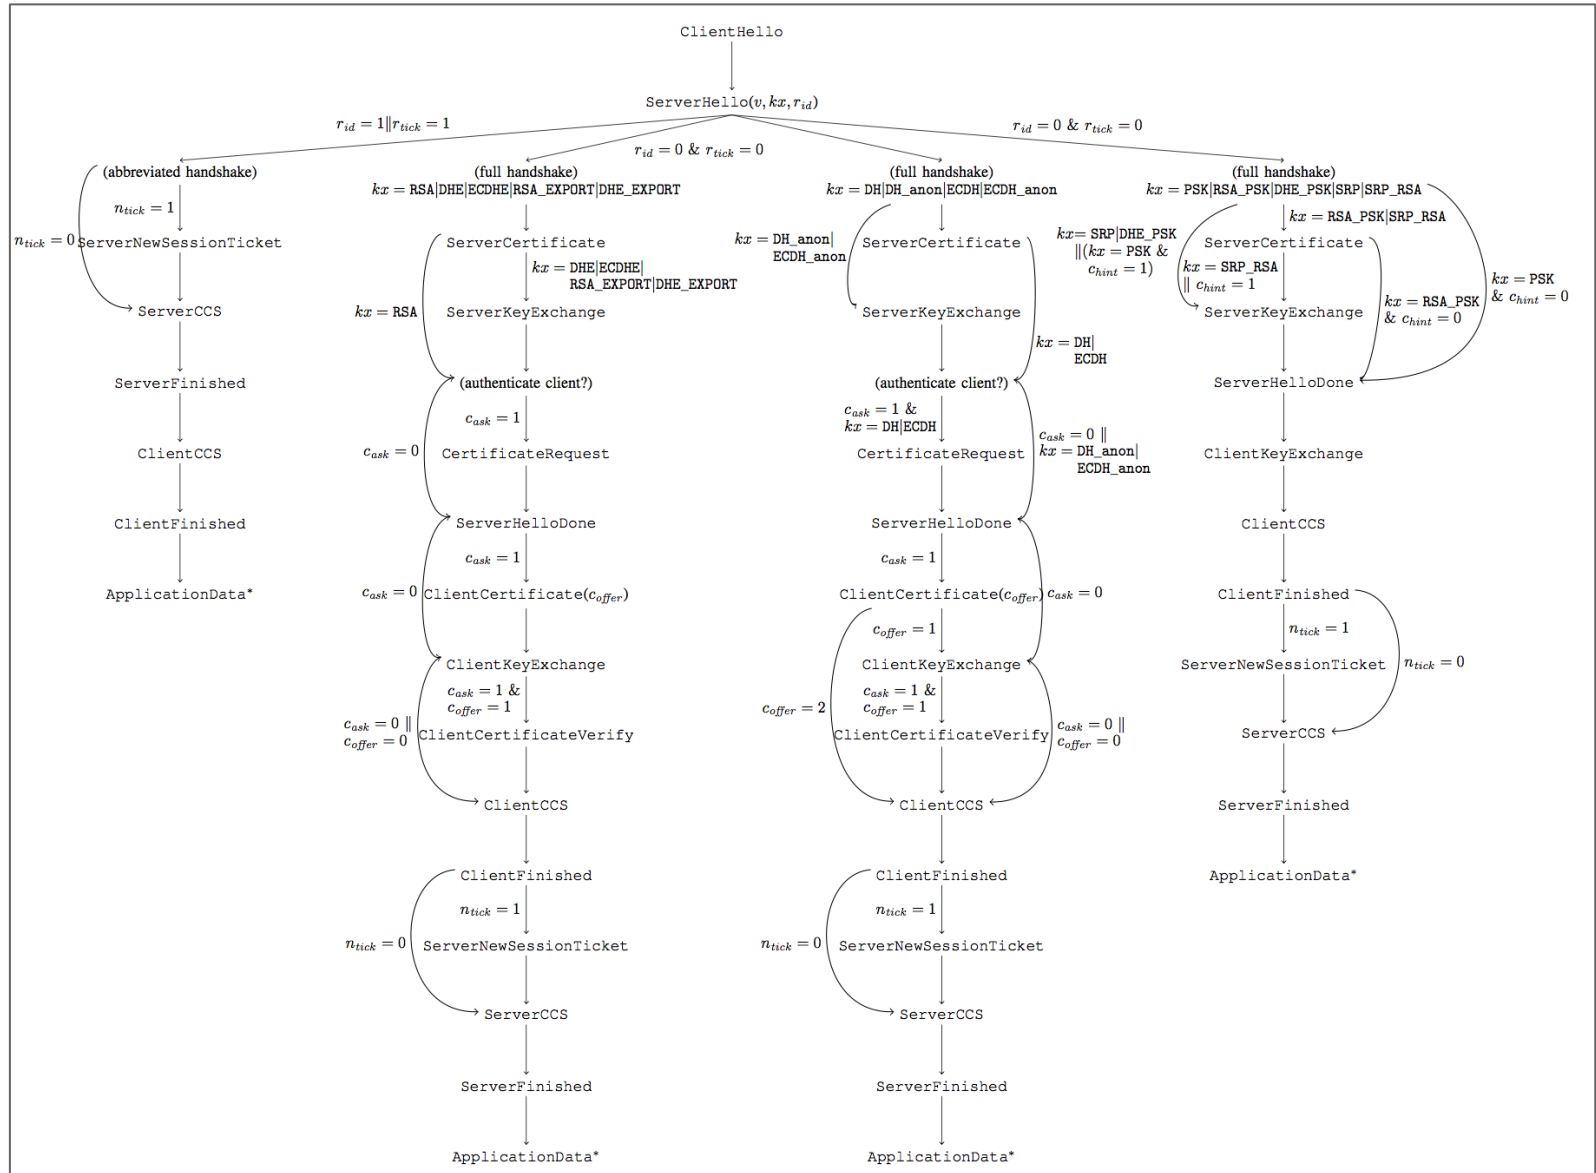 ClientHello
ServerHello(v, kx, r_id)
r_id = 1||r_tick = 1
r_id = 0 & r_tick = 0
r_id = 0 & r_tick = 0
(abbreviated handshake)
n_tick = 1
n_tick = 0
ServerNewSessionTicket
ServerCCS
ServerFinished
ClientCCS
ClientFinished
ApplicationData*
(full handshake)
kx = RSA|DHE|ECDHE|RSA_EXPORT|DHE_EXPORT
ServerCertificate
kx = DHE|ECDHE|
RSA_EXPORT|DHE_EXPORT
kx = RSA
ServerKeyExchange
(authenticate client?)
c_ask = 1
c_ask = 0
CertificateRequest
ServerHelloDone
c_ask = 1
c_ask = 0
ClientCertificate(c_offer)
ClientKeyExchange
c_ask = 1 &
c_offer = 1
c_ask = 0 ||
c_offer = 0
ClientCertificateVerify
ClientCCS
ClientFinished
n_tick = 1
n_tick = 0
ServerNewSessionTicket
ServerCCS
ServerFinished
ApplicationData*
(full handshake)
kx = DH|DH_anon|ECDH|ECDH_anon
kx = DH_anon|
ECDH_anon
ServerCertificate
ServerKeyExchange
kx = DH|
ECDH
(authenticate client?)
c_ask = 1 &
kx = DH|ECDH
c_ask = 0 ||
kx = DH_anon|
ECDH_anon
CertificateRequest
ServerHelloDone
c_ask = 1
ClientCertificate(c_offer)
c_ask = 0
c_offer = 1
ClientKeyExchange
c_offer = 2
c_ask = 1 &
c_offer = 1
c_ask = 0 ||
c_offer = 0
ClientCertificateVerify
ClientCCS
ClientFinished
n_tick = 1
n_tick = 0
ServerNewSessionTicket
ServerCCS
ServerFinished
ApplicationData*
(full handshake)
kx = PSK|RSA_PSK|DHE_PSK|SRP|SRP_RSA
kx = RSA_PSK|SRP_RSA
kx= SRP|DHE_PSK
||(kx = PSK &
c_hint = 1)
ServerCertificate
kx = SRP_RSA
|| c_hint = 1
kx = PSK
& c_hint = 0
kx = RSA_PSK
& c_hint = 0
ServerKeyExchange
ServerHelloDone
ClientKeyExchange
ClientCCS
ClientFinished
n_tick = 1
n_tick = 0
ServerNewSessionTicket
ServerCCS
ServerFinished
ApplicationData*